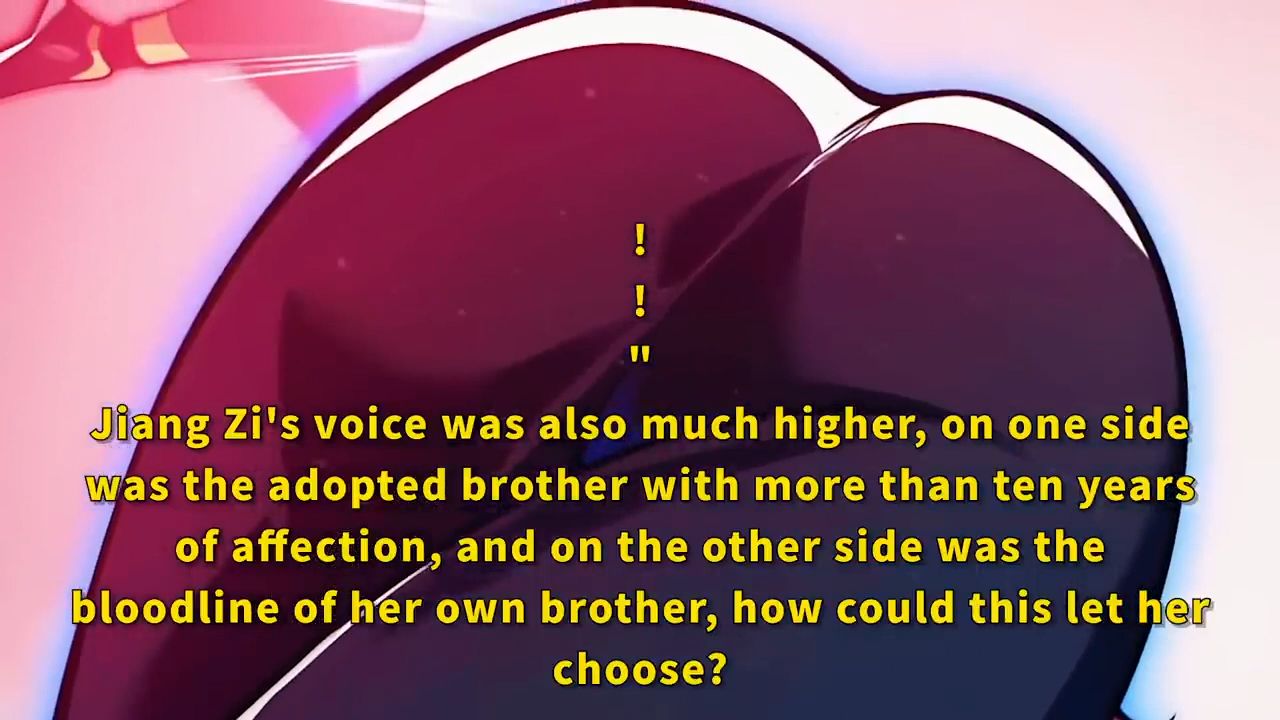 !
!
"
Jiang Zi's voice was also much higher, on one side
was the adopted brother with more than ten years
of affection, and on the other side was the
bloodline of her own brother, how could this let her
choose?